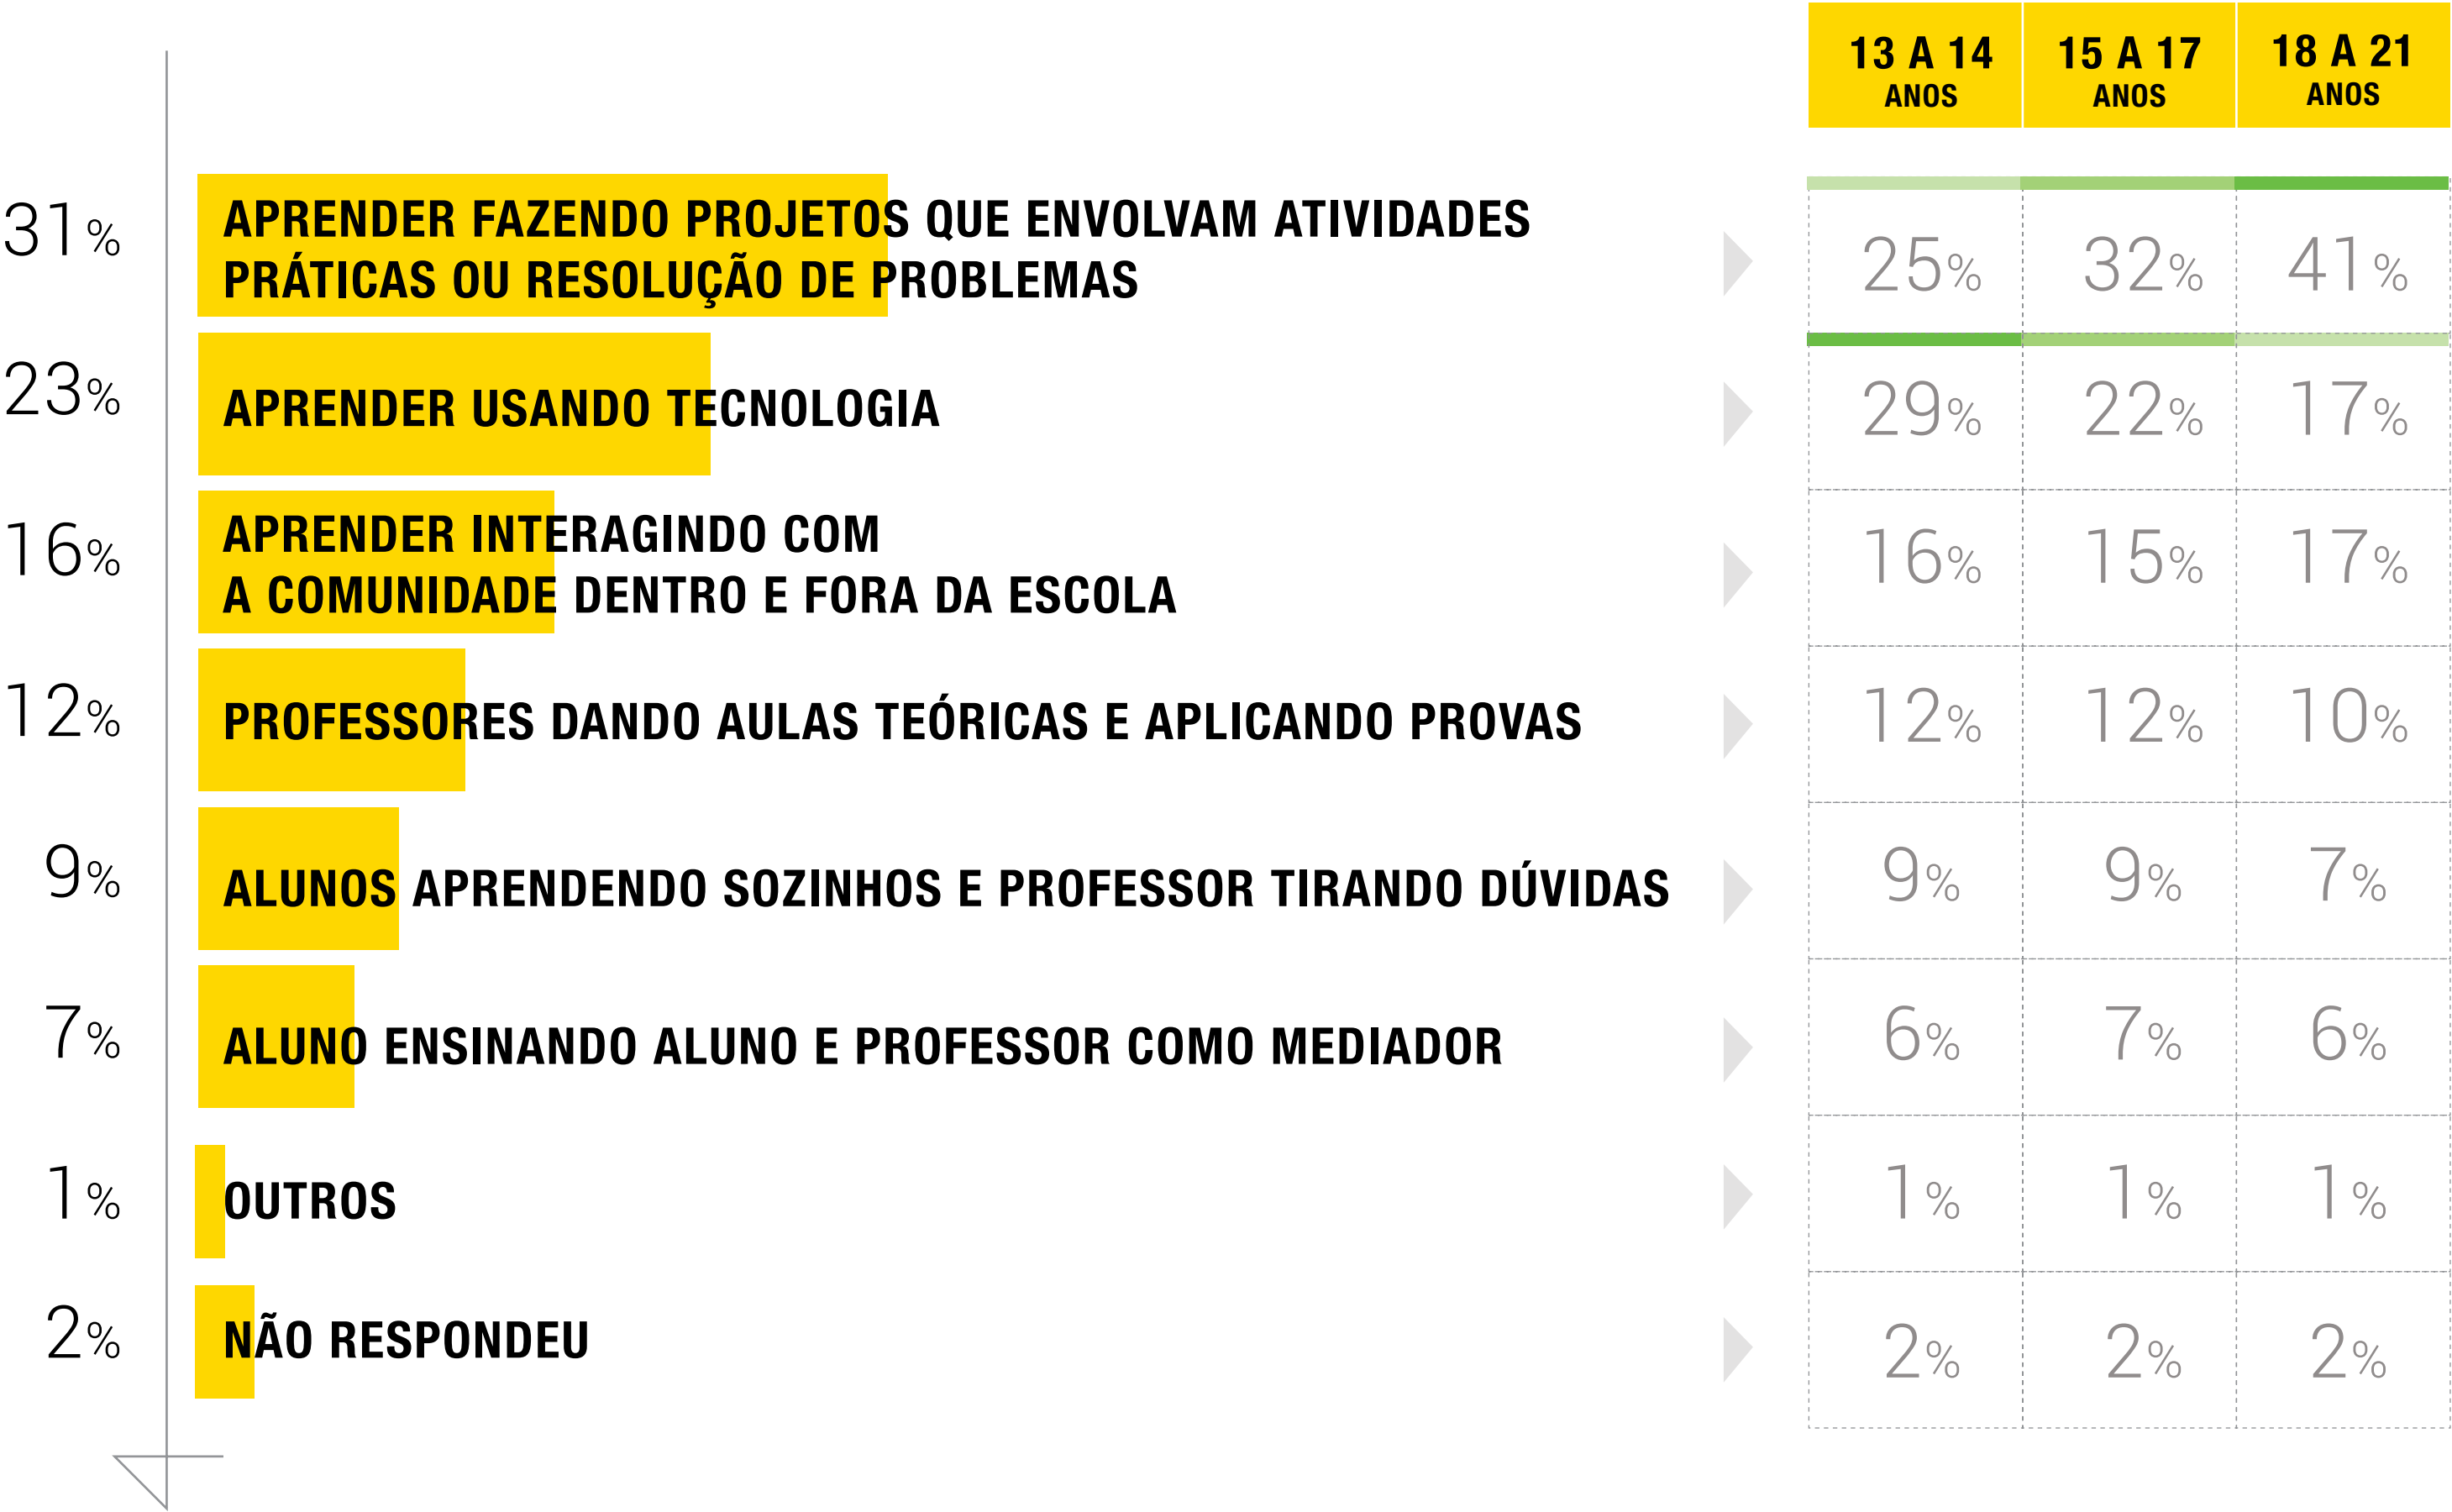 13 A 14 15 A 17 18 A 21
ANOS ANOS ANOS
31% APRENDER FAZENDO PROJETOS QUE ENVOLVAM ATIVIDADES
PRÁTICAS OU RESOLUÇÃO DE PROBLEMAS
25% 32% 41%
23% APRENDER USANDO TECNOLOGIA 29% 22% 17%
16% APRENDER INTERAGINDO COM
A COMUNIDADE DENTRO E FORA DA ESCOLA
16% 15% 17%
12% PROFESSORES DANDO AULAS TEÓRICAS E APLICANDO PROVAS 12% 12% 10%
9% ALUNOS APRENDENDO SOZINHOS E PROFESSOR TIRANDO DÚVIDAS 9% 9% 7%
7% ALUNO ENSINANDO ALUNO E PROFESSOR COMO MEDIADOR 6% 7% 6%
1% OUTROS 1% 1% 1%
2% NÃO RESPONDEU 2% 2% 2%